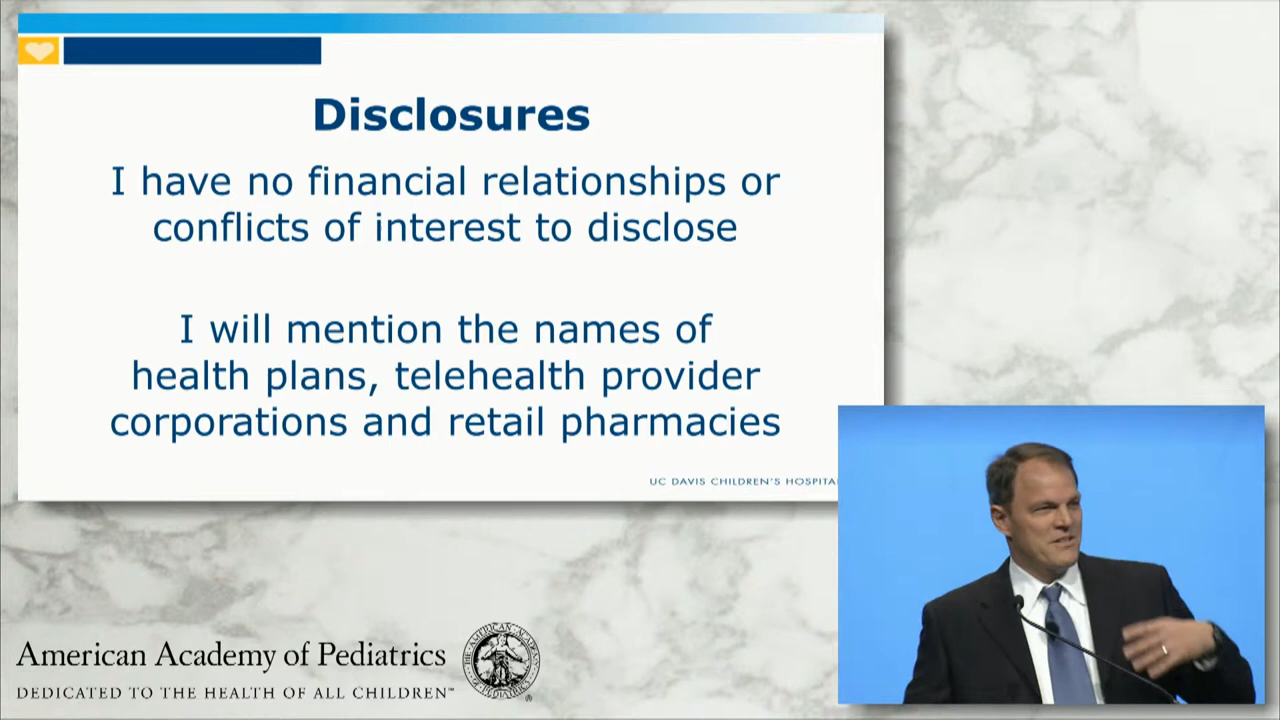 Disclosures
I have no financial relationships or
conflicts of interest to disclose
I will mention the names of
health plans, telehealth provider
corporations and retail pharmacies
UC DAVIS CHILDREN'S
American Academy of Pediatrics
DEDICATED TO THE HEALTH OF ALL CHILDREN™